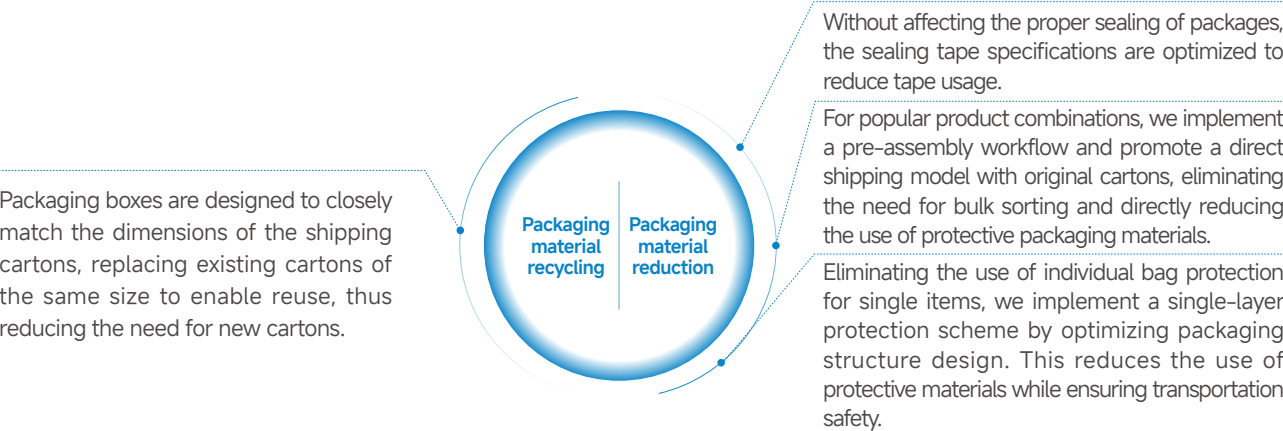 Packaging boxes are designed to closely
match the dimensions of the shipping
cartons, replacing existing cartons of
the same size to enable reuse, thus
reducing the need for new cartons.
Packaging
material
recycling
Packaging
material
reduction
Without affecting the proper sealing of packages,
the sealing tape specifications are optimized to
reduce tape usage.
For popular product combinations, we implement
a pre-assembly workflow and promote a direct
shipping model with original cartons, eliminating
the need for bulk sorting and directly reducing
the use of protective packaging materials.
Eliminating the use of individual bag protection
for single items, we implement a single-layer
protection scheme by optimizing packaging
structure design. This reduces the use of
protective materials while ensuring transportation
safety.